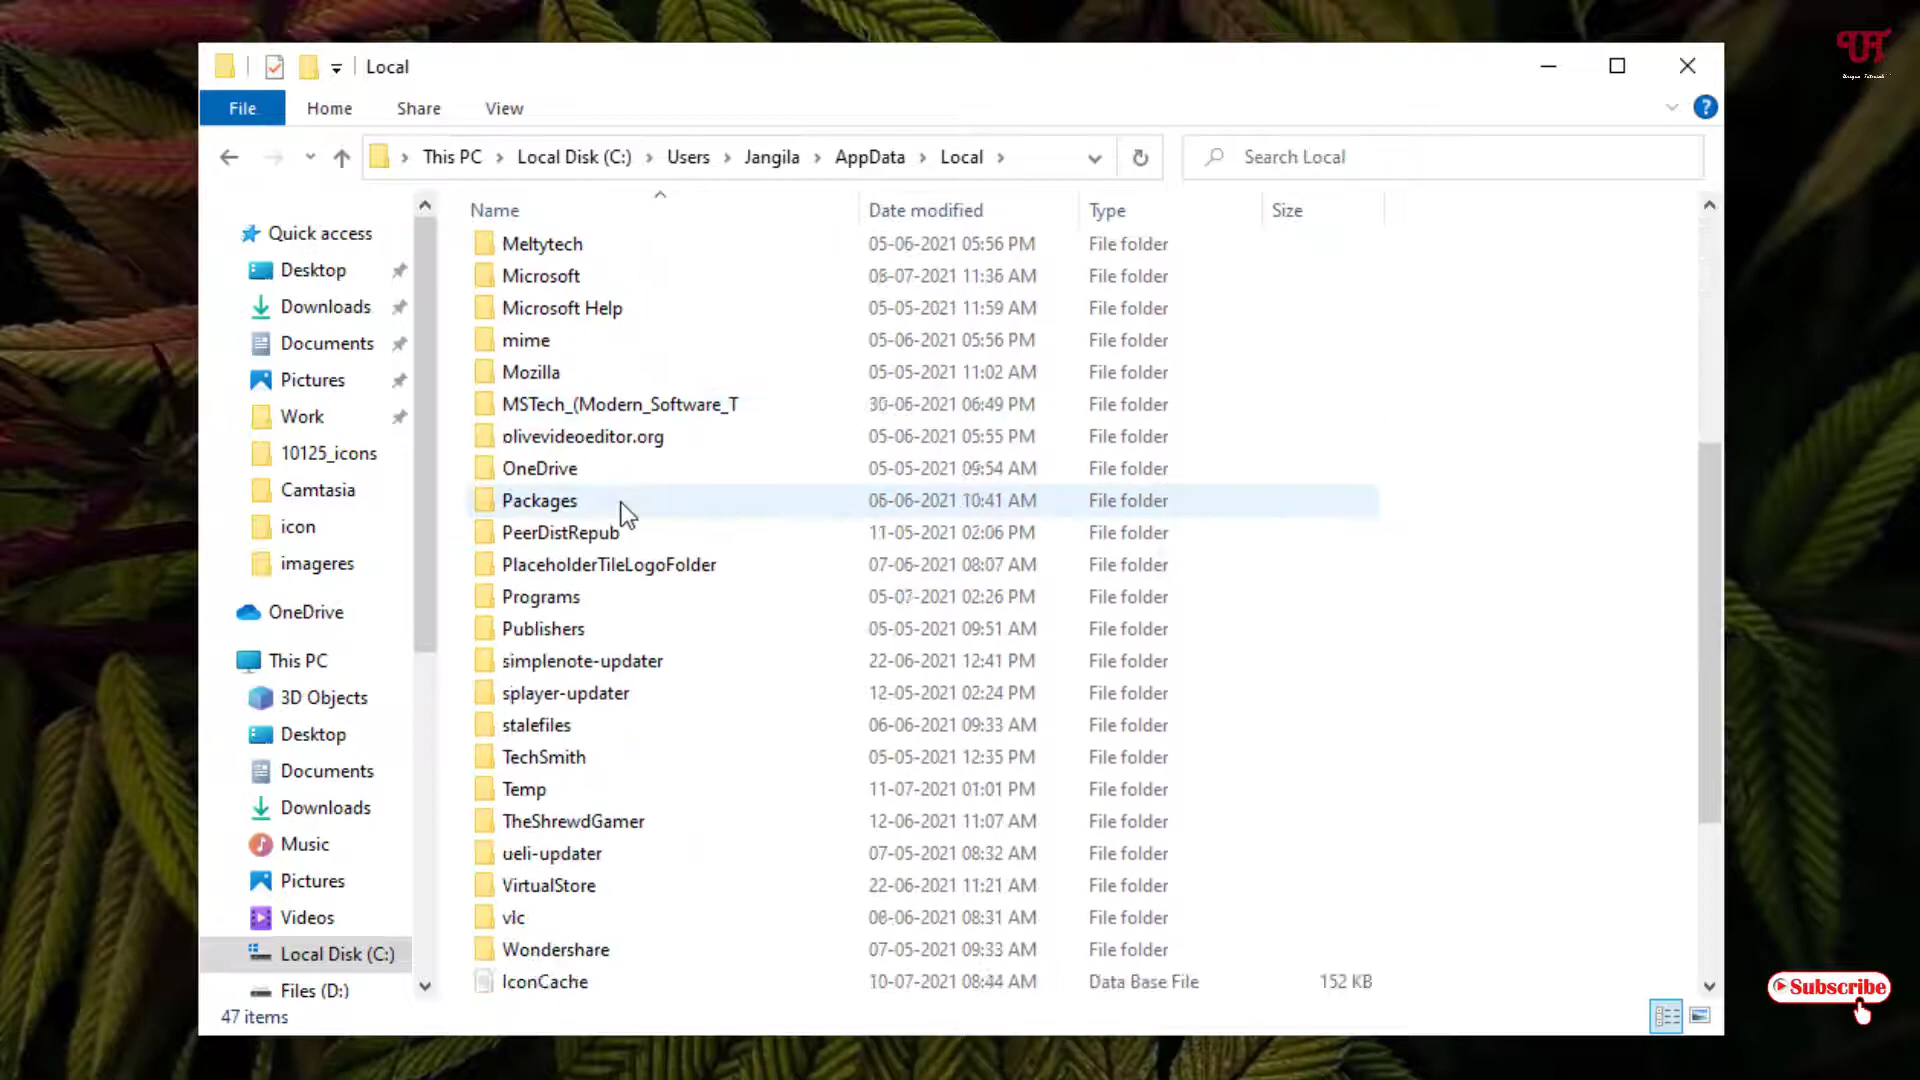 Local
File Home Share View
This PC Local Disk (C:) Users Jangila AppData Local
Search Local
Name Date modified Type Size
Quick access
Desktop
Downloads
Documents
Pictures
Work
10125_icons
Camtasia
icon
imageres
OneDrive
This PC
3D Objects
Desktop
Documents
Downloads
Music
Pictures
Videos
Local Disk (C:)
Files (D:)
Meltytech 05-06-2021 05:56 PM File folder
Microsoft 11:36 AM File folder
Microsoft Help 05-05-2021 11:59 AM File folder
mime 05-06-2021 05:56 PM File folder
Mozilla 05-05-2021 11:02 AM File folder
MSTech_(Modern_Software_T 30-06-2021 06:49 PM File folder
olivevideoeditor.org 05-06-2021 05:55 PM File folder
OneDrive 05-05-2021 09:54 AM File folder
Packages 06-06-2021 10:41 AM File folder
PeerDistRepub 11-05-2021 02:06 PM File folder
PlaceholderTileLogoFolder 07-06-2021 08:07 AM File folder
Programs 02:26 PM File folder
Publishers 05-05-2021 09:51 AM File folder
simplenote-updater 22-06-2021 12:41 PM File folder
splayer-updater 12-05-2021 02:24 PM File folder
stalefiles 06-06-2021 09:33 AM File folder
TechSmith 05-05-2021 12:35 PM File folder
Temp 11-07-2021 01:01 PM File folder
TheShrewdGamer 12-06-2021 11:07 AM File folder
ueli-updater 07-05-2021 08:32 AM File folder
VirtualStore 22-06-2021 11:21 AM File folder
vlc 08:31 AM File folder
Wondershare 07-05-2021 09:33 AM File folder
IconCache 10-07-2021 08:44 AM Data Base File 152 KB
47 items
Subscribe